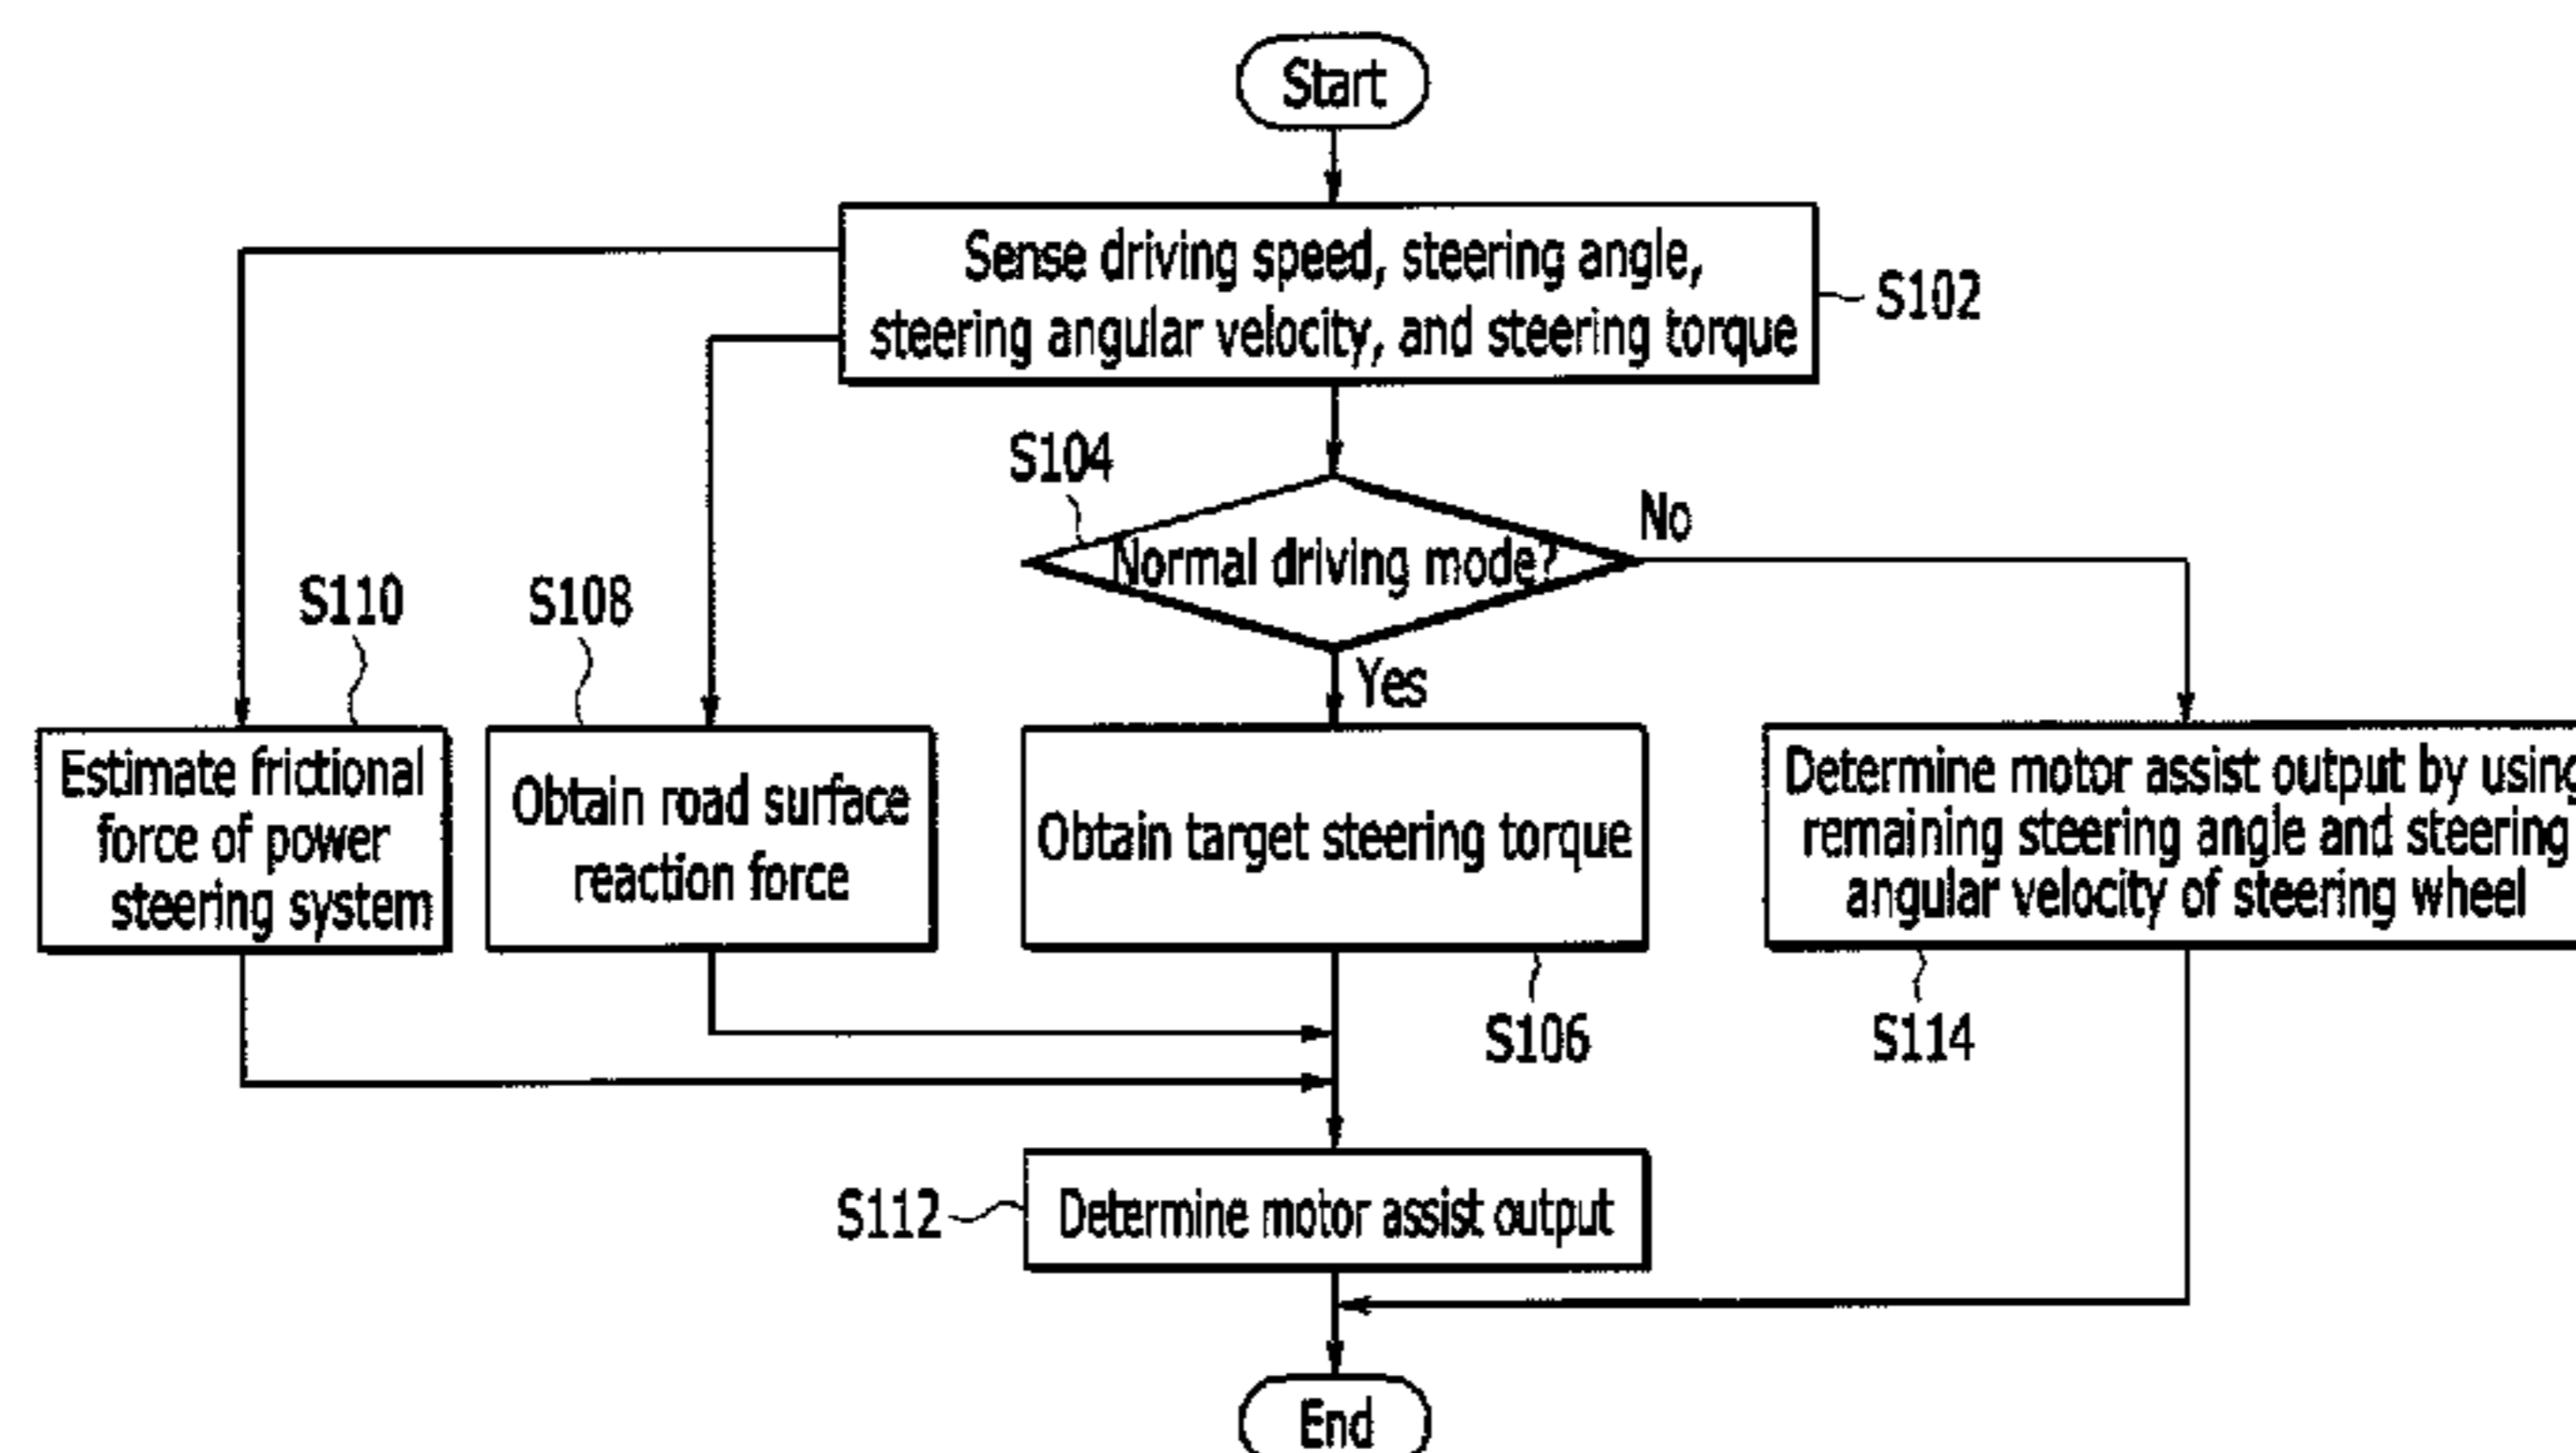 Start
Sense driving speed, steering angle,
steering angular velocity, and steering torque
S102
S104
Normal driving mode?
No
Yes
S110
S108
Estimate frictional
force of power
steering system
Obtain road surface
reaction force
Obtain target steering torque
Determine motor assist output by using
remaining steering angle and steering
angular velocity of steering wheel
S106
S114
S112
Determine motor assist output
End